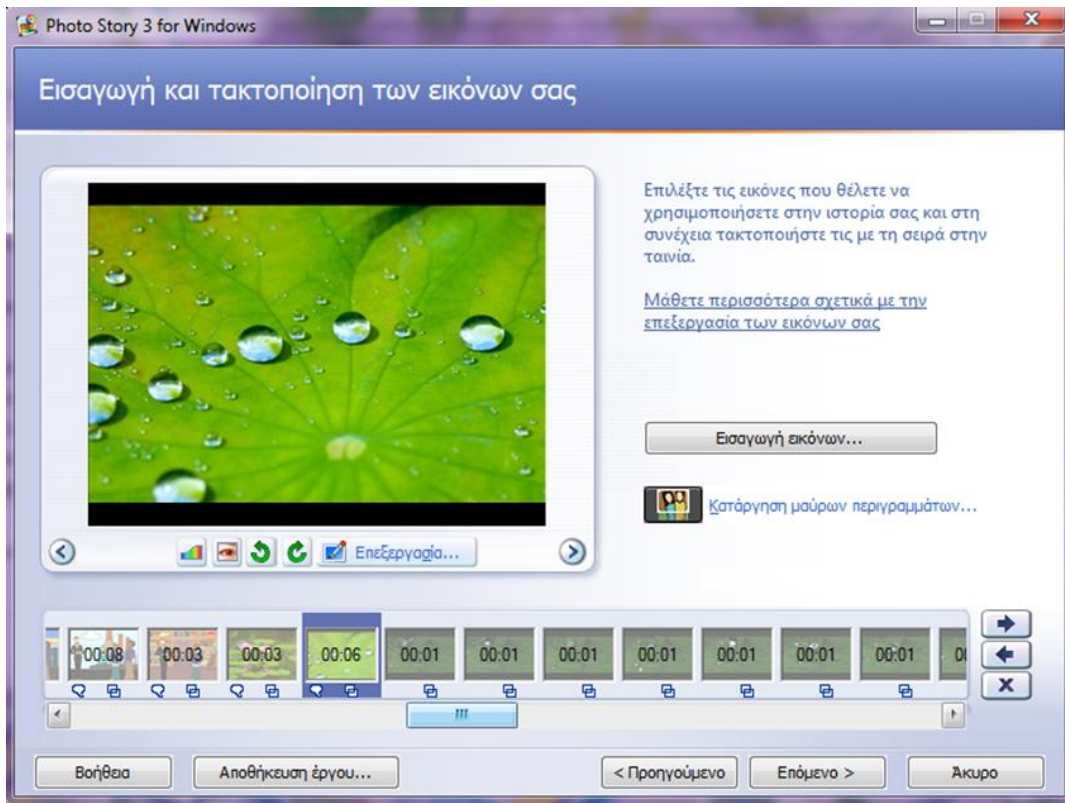 Photo Story 3 for Windows
Εισαγωγή και τακτοποίηση των εικόνων σας
Επιλέξτε τις εικόνες που θέλετε να
χρησιμοποιήσετε στην ιστορία σας και στη
συνέχεια τακτοποιήστε τις με τη σειρά στην
ταινία.
Μάθετε περισσότερα σχετικά με την
επεξεργασία των εικόνων σας
Εισαγωγή εικόνων...
Κατάργηση μαύρων περιγραμμάτων...
Επεξεργασία...
00:08 00:03 00:03 00:06 00:01 00:01 00:01 00:01 00:01 00:01 00:01
Βοήθεια Αποθήκευση έργου... < Προηγούμενο Επόμενο > Άκυρο